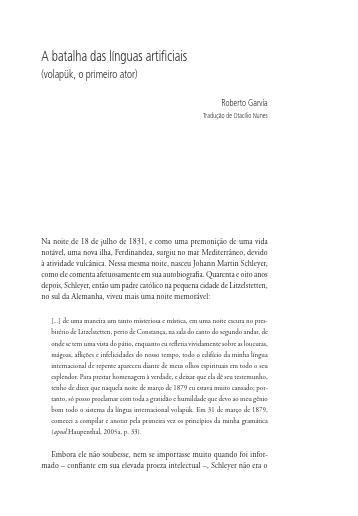 A batalha das línguas artificiais
(volapük, o primeiro ator)
Roberto Garvía
Tradução de Otacílio Nunes
Na noite de 18 de julho de 1831, e como uma premonição de uma vida
notável, uma nova ilha, Ferdinandea, surgiu no mar Mediterrâneo, devido
à atividade vulcânica. Nessa mesma noite, nasceu Johann Martin Schleyer,
como ele comenta afetuosamente em sua autobiografia. Quarenta e oito anos
depois, Schleyer, então um padre católico na pequena cidade de Litzelstetten,
no sul da Alemanha, viveu mais uma noite memorável:
[...] de uma maneira um tanto misteriosa e mística, em uma noite escura no pres-
bitério de Litzelstetten, perto de Constança, na sala do canto do segundo andar, de
onde se tem uma vista do pátio, enquanto eu refletia vividamente sobre as loucuras,
mágoas, aflições e infelicidades do nosso tempo, todo o edifício da minha língua
internacional de repente apareceu diante de meus olhos espirituais em todo o seu
esplendor. Para prestar homenagem à verdade, e deixar que ela dê seu testemunho,
tenho de dizer que naquela noite de março de 1879 eu estava muito cansado; por-
tanto, só posso proclamar com toda a gratidão e humildade que devo ao meu gênio
bom todo o sistema da língua internacional volapük. Em 31 de março de 1879,
comecei a compilar e anotar pela primeira vez os princípios da minha gramática
(apud Haupenthal, 2005a, p. 33).
Embora ele não soubesse, nem se importasse muito quando foi infor-
mado – confiante em sua elevada proeza intelectual –, Schleyer não era o